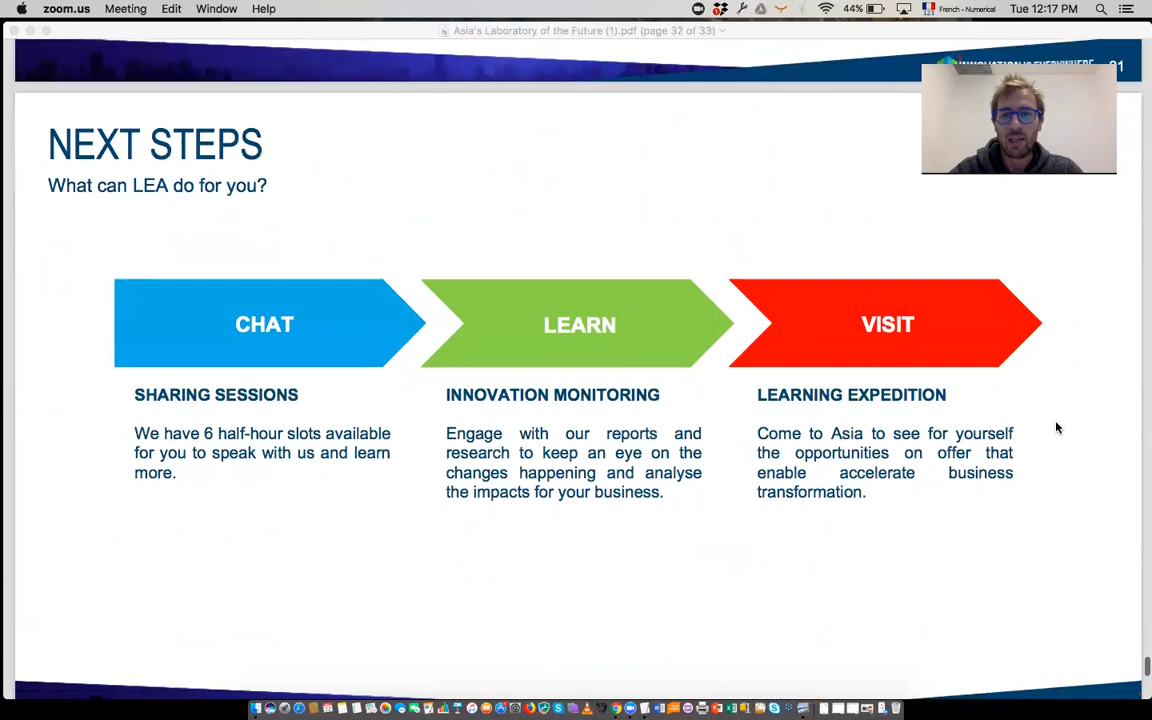 zoom.us Meeting Edit Window Help 44% French - Numerical Tue 12:17 PM
Asia's Laboratory of the Future (1).pdf (page 32 of 33)
NEXT STEPS
What can LEA do for you?
CHAT
LEARN
VISIT
SHARING SESSIONS
We have 6 half-hour slots available
for you to speak with us and learn
more.
INNOVATION MONITORING
Engage with our reports and
research to keep an eye on the
changes happening and analyse
the impacts for your business.
LEARNING EXPEDITION
Come to Asia to see for yourself
the opportunities on offer that
enable accelerate business
transformation.